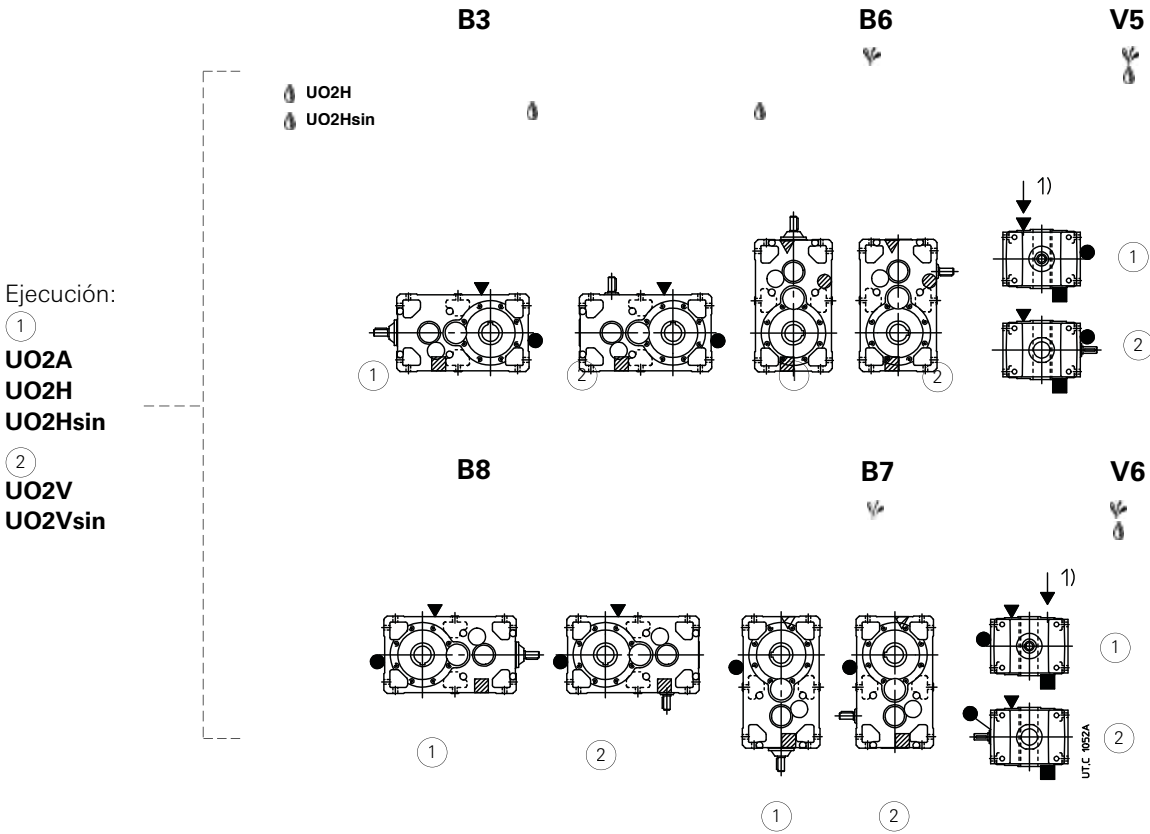 B3 B6 V5
UO2H
UO2Hsin
1)
1
Ejecución:
1
UO2A
UO2H
UO2Hsin
2
UO2V
UO2Vsin
1 2 1 2
2
B8 B7 V6
1)
1
1 2
2
UT.C 1052A
1 2